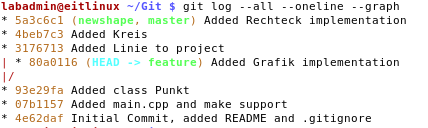 labadmin@eitlinux ~/Git $ git log --all --oneline --graph
* 5a3c6c1 (newshape, master) Added Rechteck implementation
* 4beb7c3 Added Kreis
* 3176713 Added Linie to project
| * 80a0116 (HEAD -> feature) Added Grafik implementation
|/
* 93e29fa Added class Punkt
* 07b1157 Added main.cpp and make support
* 4e62daf Initial Commit, added README and .gitignore